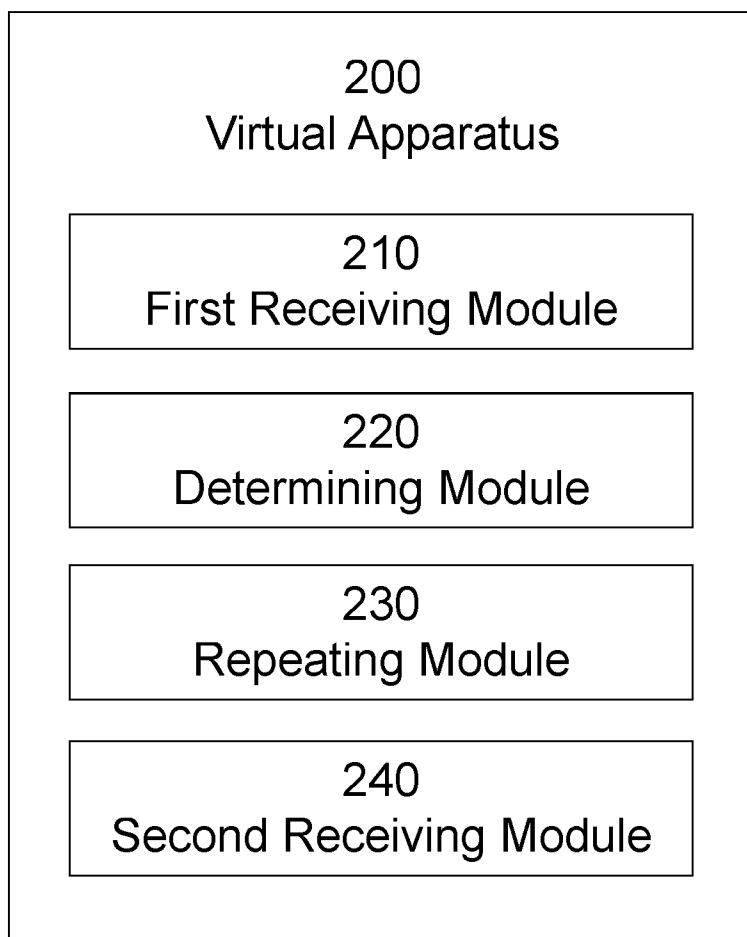 200
Virtual Apparatus
210
First Receiving Module
220
Determining Module
230
Repeating Module
240
Second Receiving Module